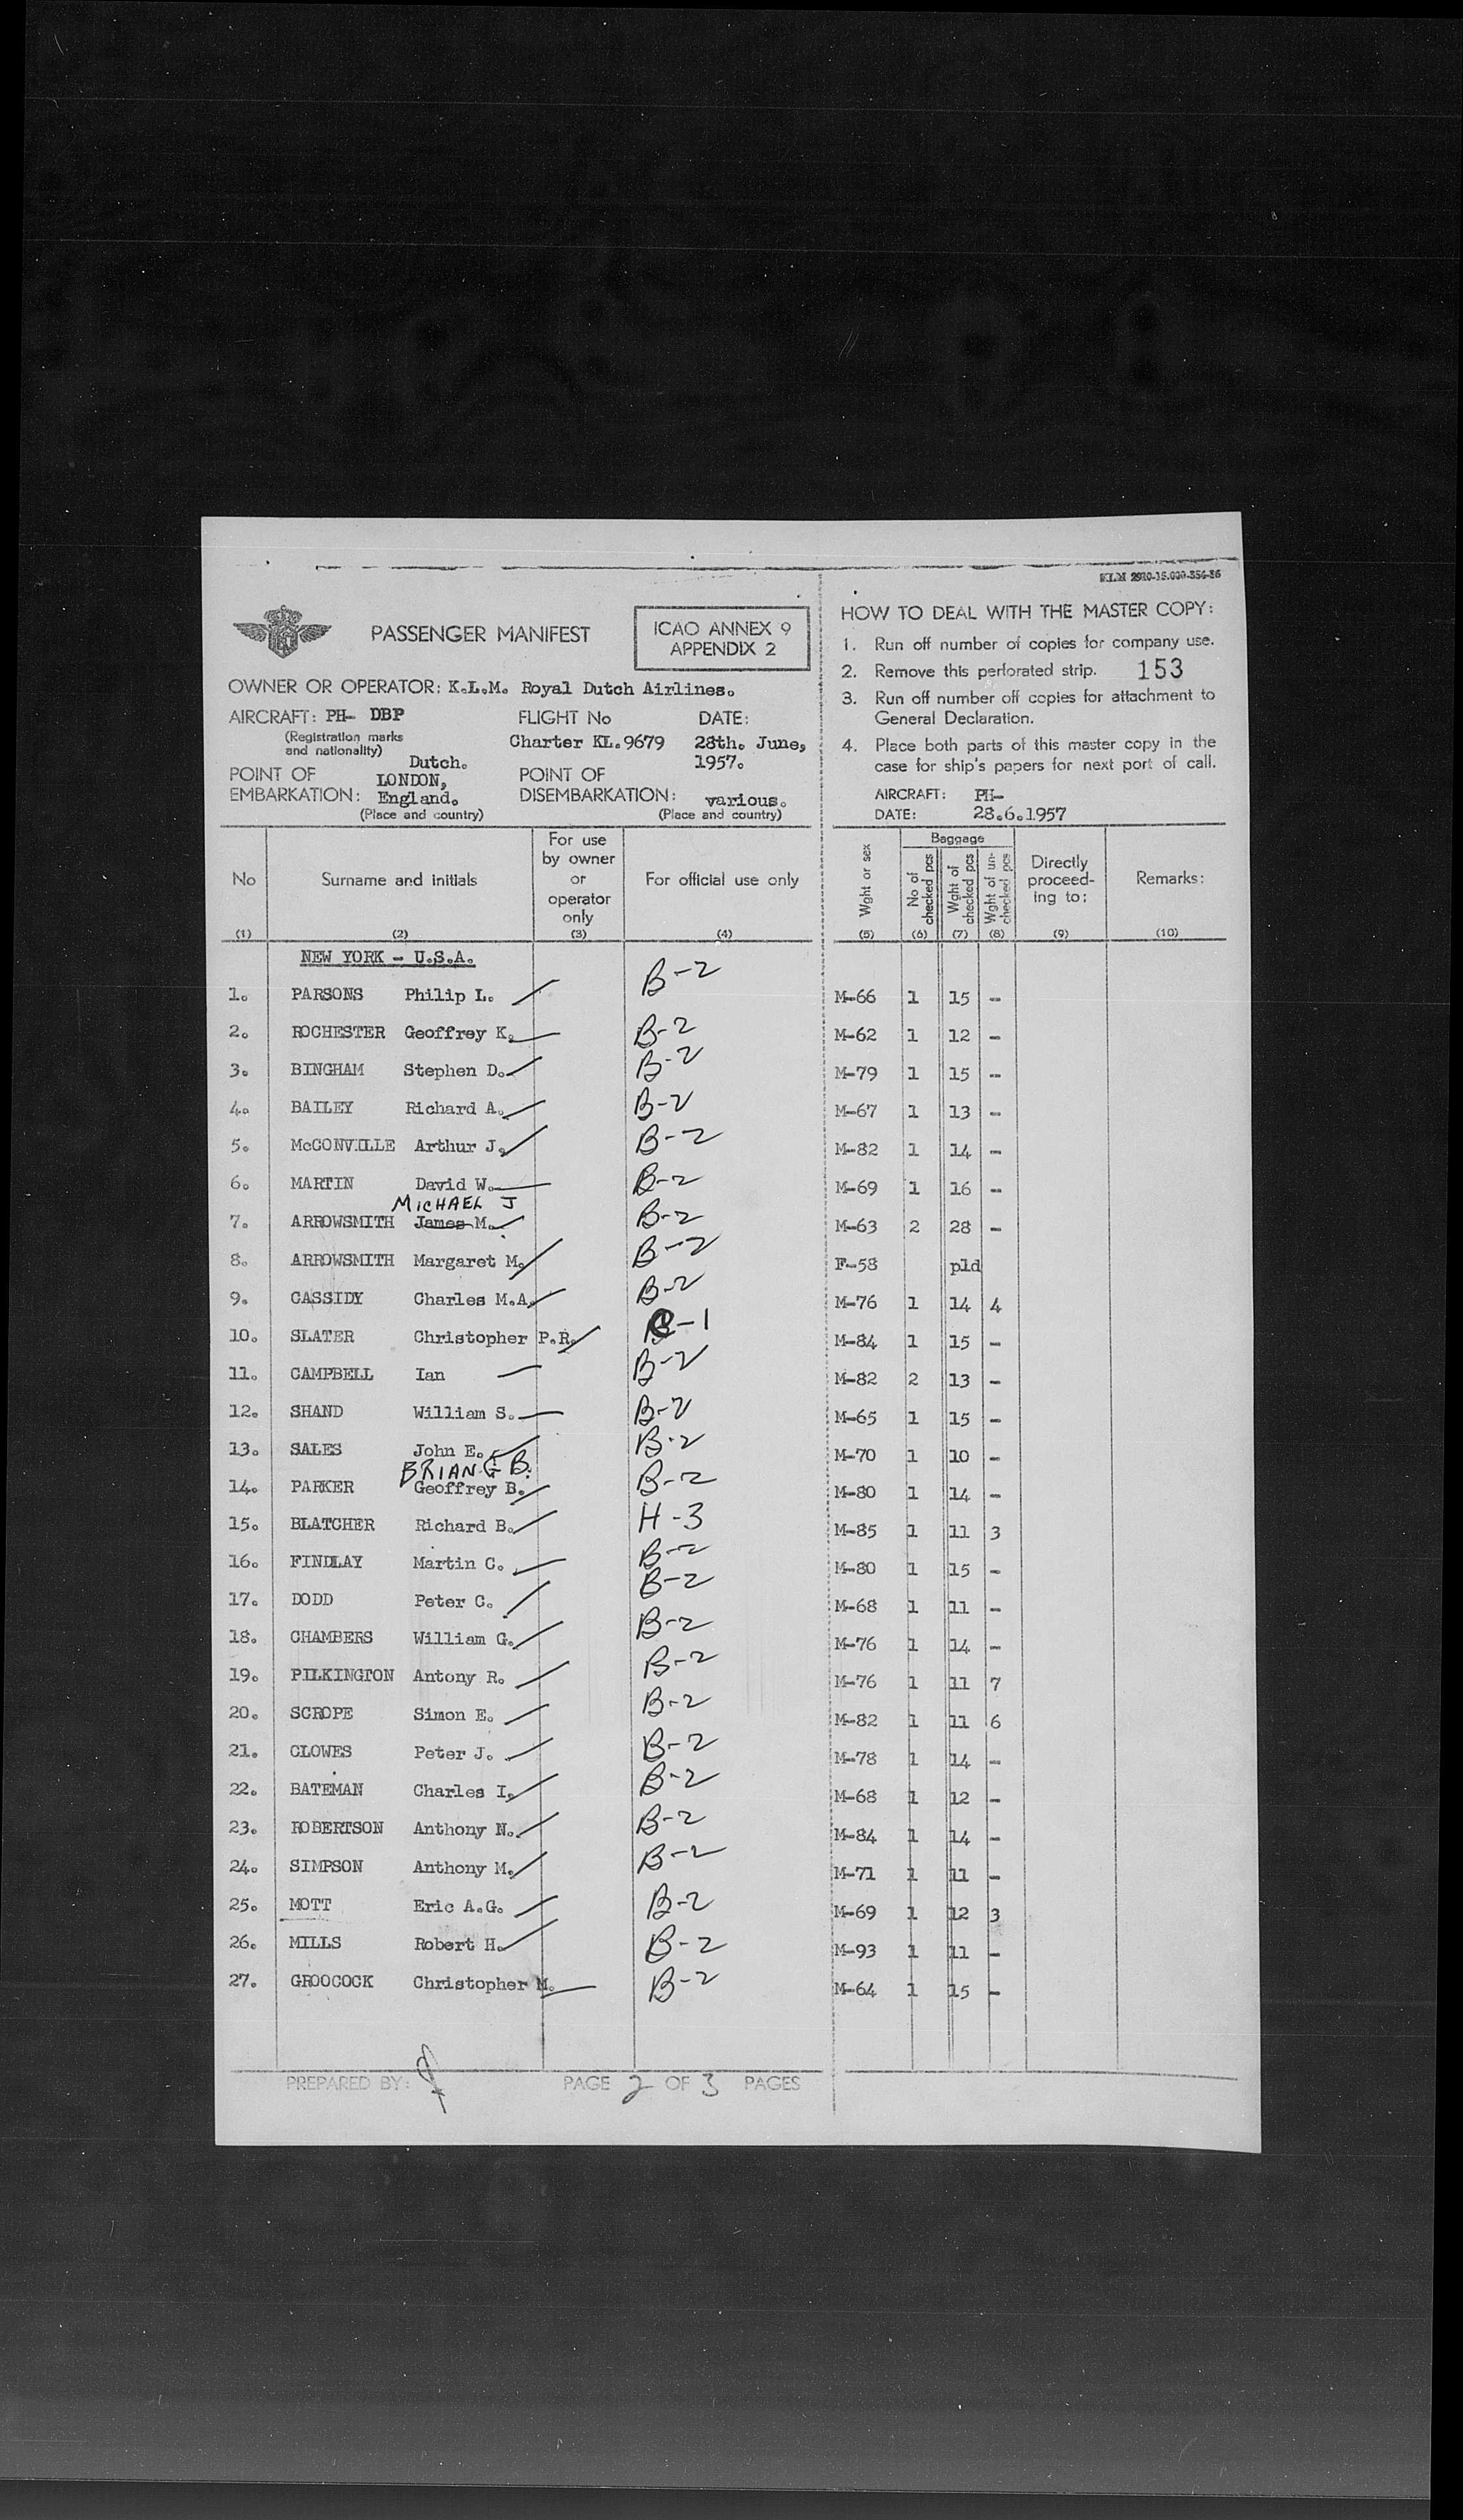 KLM 2910-15.000-356-86
PASSENGER MANIFEST
ICAO ANNEX 9
APPENDIX 2
OWNER OR OPERATOR: K.L.M. Royal Dutch Airlines.
AIRCRAFT: PH- DBP FLIGHT No DATE:
(Registration marks
and nationality) Charter KL.9679 28th. June,
Dutch. 1957.
POINT OF LONDON, POINT OF
EMBARKATION: England. DISEMBARKATION: various.
(Place and country) (Place and country)
HOW TO DEAL WITH THE MASTER COPY:
1. Run off number of copies for company use.
2. Remove this perforated strip. 153
3. Run off number off copies for attachment to
General Declaration.
4. Place both parts of this master copy in the
case for ship's papers for next port of call.
AIRCRAFT: PH-
DATE: 28.6.1957
No Surname and initials For use by owner or operator only For official use only Wght or sex Baggage No of checked pcs Wght of checked pcs Wght of un-checked pcs Directly proceed-ing to: Remarks:
(1) (2) (3) (4) (5) (6) (7) (8) (9) (10)
NEW YORK - U.S.A.
1. PARSONS Philip L. B-2 M-66 1 15 -
2. ROCHESTER Geoffrey K. B-2 M-62 1 12 -
3. BINGHAM Stephen D. B-2 M-79 1 15 -
4. BAILEY Richard A. B-2 M-67 1 13 -
5. McCONVILLE Arthur J. B-2 M-82 1 14 -
6. MARTIN David W. B-2 M-69 1 16 -
MICHAEL J
7. ARROWSMITH James M. B-2 M-63 2 28 -
8. ARROWSMITH Margaret M. B-2 F-58 pld
9. CASSIDY Charles M.A. B-2 M-76 1 14 4
10. SLATER Christopher P.R. C-1 M-84 1 15 -
11. CAMPBELL Ian B-2 M-82 2 13 -
12. SHAND William S. B-2 M-65 1 15 -
13. SALES John E. B-2 M-70 1 10 -
BRIAN G B.
14. PARKER Geoffrey B. B-2 M-80 1 14 -
15. BLATCHER Richard B. H-3 M-85 1 11 3
16. FINDLAY Martin C. B-2 M-80 1 15 -
17. DODD Peter C. B-2 M-68 1 11 -
18. CHAMBERS William G. B-2 M-76 1 14 -
19. PILKINGTON Antony R. B-2 M-76 1 11 7
20. SCROPE Simon E. B-2 M-82 1 11 6
21. CLOWES Peter J. B-2 M-78 1 14 -
22. BATEMAN Charles I. B-2 M-68 1 12 -
23. ROBERTSON Anthony N. B-2 M-84 1 14 -
24. SIMPSON Anthony M. B-2 M-71 1 11 -
25. MOTT Eric A.G. B-2 M-69 1 12 3
26. MILLS Robert H. B-2 M-93 1 11 -
27. GROOCOCK Christopher M. B-2 M-64 1 15 -
PREPARED BY: PAGE 2 OF 3 PAGES